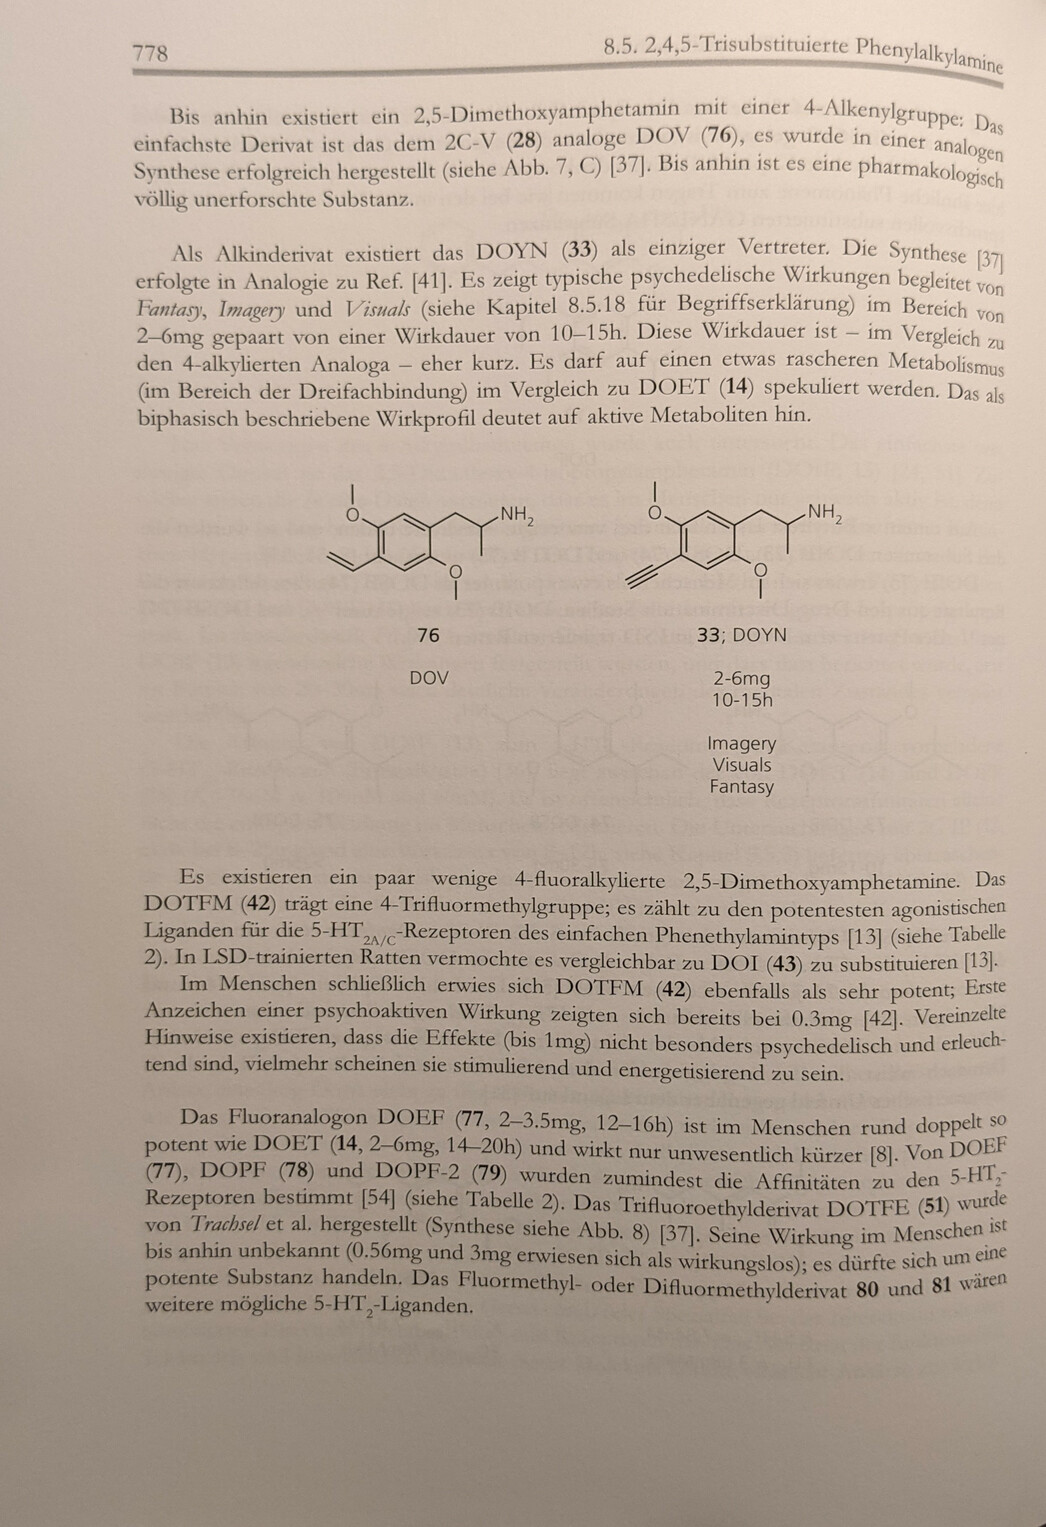 778
8.5. 2,4,5-Trisubstituierte Phenylalkylamine
Bis anhin existiert ein 2,5-Dimethoxyamphetamin mit einer 4-Alkenylgruppe: Das
einfachste Derivat ist das dem 2C-V (28) analoge DOV (76), es wurde in einer analogen
Synthese erfolgreich hergestellt (siehe Abb. 7, C) [37]. Bis anhin ist es eine pharmakologisch
völlig unerforschte Substanz.
Als Alkinderivat existiert das DOYN (33) als einziger Vertreter. Die Synthese [37]
erfolgte in Analogie zu Ref. [41]. Es zeigt typische psychedelische Wirkungen begleitet von
Fantasy, Imagery und Visuals (siehe Kapitel 8.5.18 für Begriffserklärung) im Bereich von
2–6mg gepaart von einer Wirkdauer von 10–15h. Diese Wirkdauer ist – im Vergleich zu
den 4-alkylierten Analoga – eher kurz. Es darf auf einen etwas rascheren Metabolismus
(im Bereich der Dreifachbindung) im Vergleich zu DOET (14) spekuliert werden. Das als
biphasisch beschriebene Wirkprofil deutet auf aktive Metaboliten hin.
O NH2 O
O NH2 O
76
33; DOYN
DOV
2-6mg
10-15h
Imagery
Visuals
Fantasy
Es existieren ein paar wenige 4-fluoralkylierte 2,5-Dimethoxyamphetamine. Das
DOTFM (42) trägt eine 4-Trifluormethylgruppe; es zählt zu den potentesten agonistischen
Liganden für die 5-HT2A/C-Rezeptoren des einfachen Phenethylamintyps [13] (siehe Tabelle
2). In LSD-trainierten Ratten vermochte es vergleichbar zu DOI (43) zu substituieren [13].
Im Menschen schließlich erwies sich DOTFM (42) ebenfalls als sehr potent; Erste
Anzeichen einer psychoaktiven Wirkung zeigten sich bereits bei 0.3mg [42]. Vereinzelte
Hinweise existieren, dass die Effekte (bis 1mg) nicht besonders psychedelisch und erleuch-
tend sind, vielmehr scheinen sie stimulierend und energetisierend zu sein.
Das Fluoranalogon DOEF (77, 2–3.5mg, 12–16h) ist im Menschen rund doppelt so
potent wie DOET (14, 2–6mg, 14–20h) und wirkt nur unwesentlich kürzer [8]. Von DOEF
(77), DOPF (78) und DOPF-2 (79) wurden zumindest die Affinitäten zu den 5-HT2-
Rezeptoren bestimmt [54] (siehe Tabelle 2). Das Trifluoroethylderivat DOTFE (51) wurde
von Trachsel et al. hergestellt (Synthese siehe Abb. 8) [37]. Seine Wirkung im Menschen ist
bis anhin unbekannt (0.56mg und 3mg erwiesen sich als wirkungslos); es dürfte sich um eine
potente Substanz handeln. Das Fluormethyl- oder Difluormethylderivat 80 und 81 wären
weitere mögliche 5-HT2-Liganden.